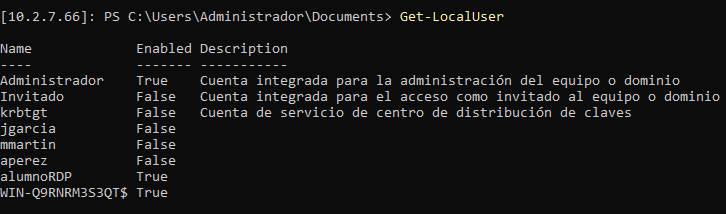 [10.2.7.66]: PS C:\Users\Administrador\Documents> Get-LocalUser
Name Enabled Description
---- ------- -----------
Administrador True Cuenta integrada para la administración del equipo o dominio
Invitado False Cuenta integrada para el acceso como invitado al equipo o dominio
krbtgt False Cuenta de servicio de centro de distribución de claves
jgarcia False
mmartin False
aperez False
alumnoRDP True
WIN-Q9RNRM3S3QT$ True